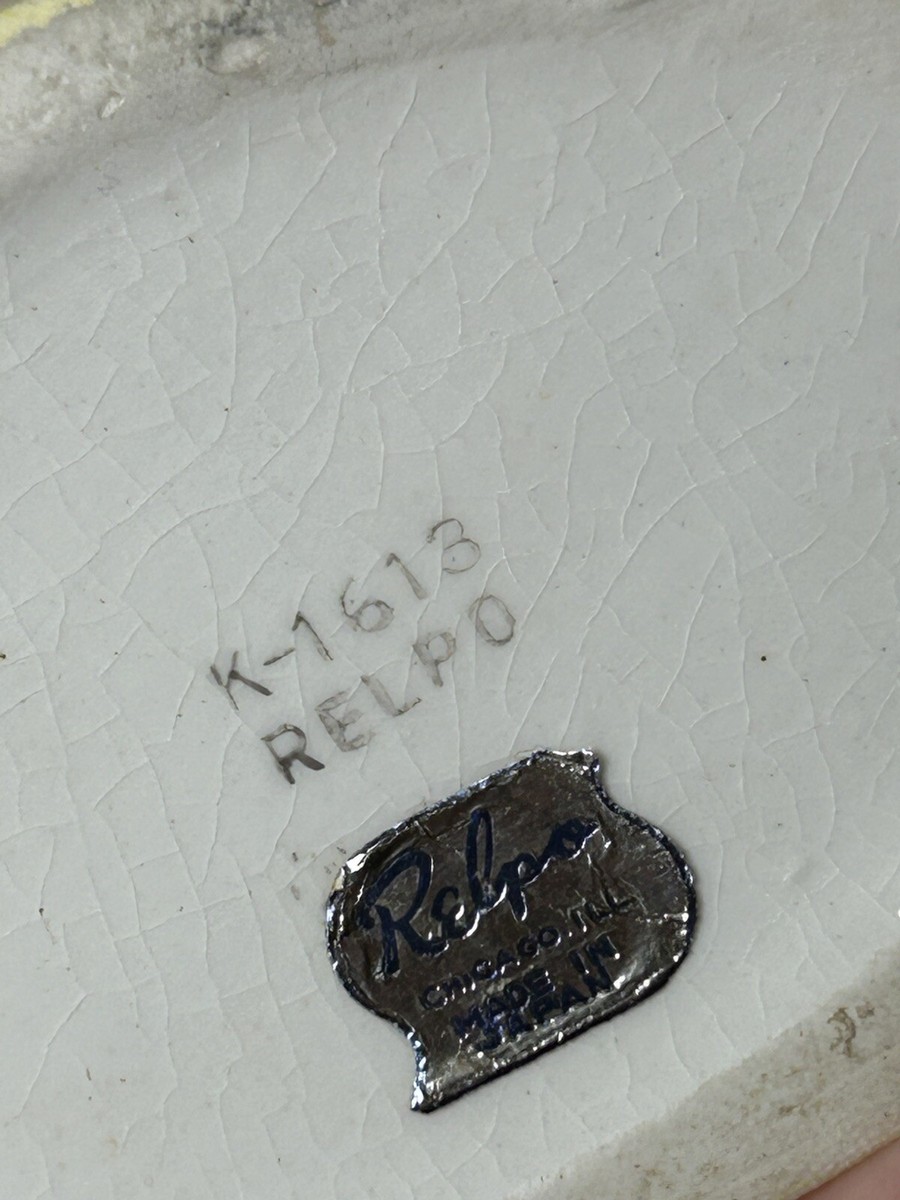 K-1613
RELPO
Relpo
CHICAGO, ILL
MADE IN
JAPAN